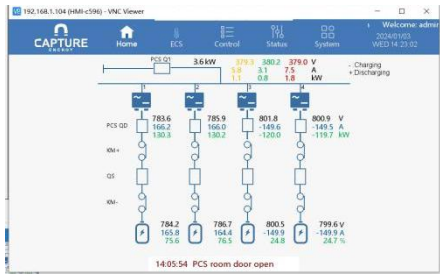 192.168.1.104 (HMI-c596) - VNC Viewer
CAPTURE
ENERGY
Home
ECS
Control
Status
System
Welcome: admin
2024/01/03
WED 14:23:02
PCS Q1 3.6 kW 379.3 380.2 379.0 V
5.8 3.1 7.5 A
1.1 0.8 1.8 kW
- Charging
+ Discharging
1 2 3 4
PCS QD
783.6 785.9 801.8 800.9 V
166.2 166.0 -149.6 -149.5 A
130.3 130.2 -120.0 -119.7 kW
KM+
QS
KM-
784.2 786.7 800.5 799.6 V
165.8 164.4 -149.9 -149.9 A
75.6 76.5 24.8 24.7 %
14:05:54 PCS room door open